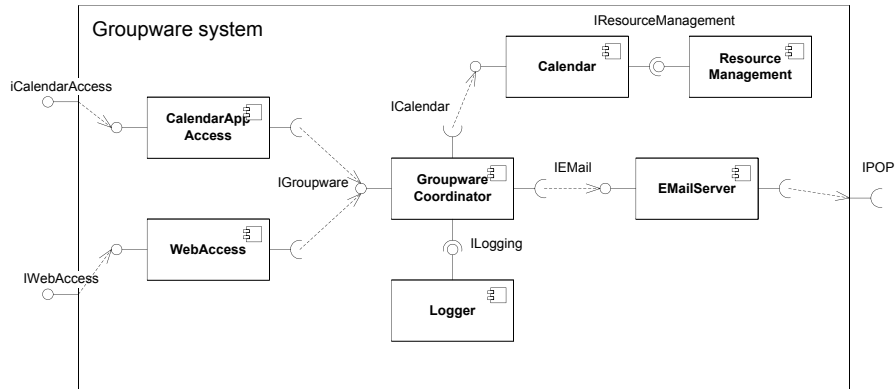 IResourceManagement
Groupware system
Calendar
Resource
Management
iCalendarAccess
ICalendar
CalendarApp
Access
IGroupware
Groupware
Coordinator
IEMail
EMailServer
IPOP
WebAccess
ILogging
IWebAccess
Logger